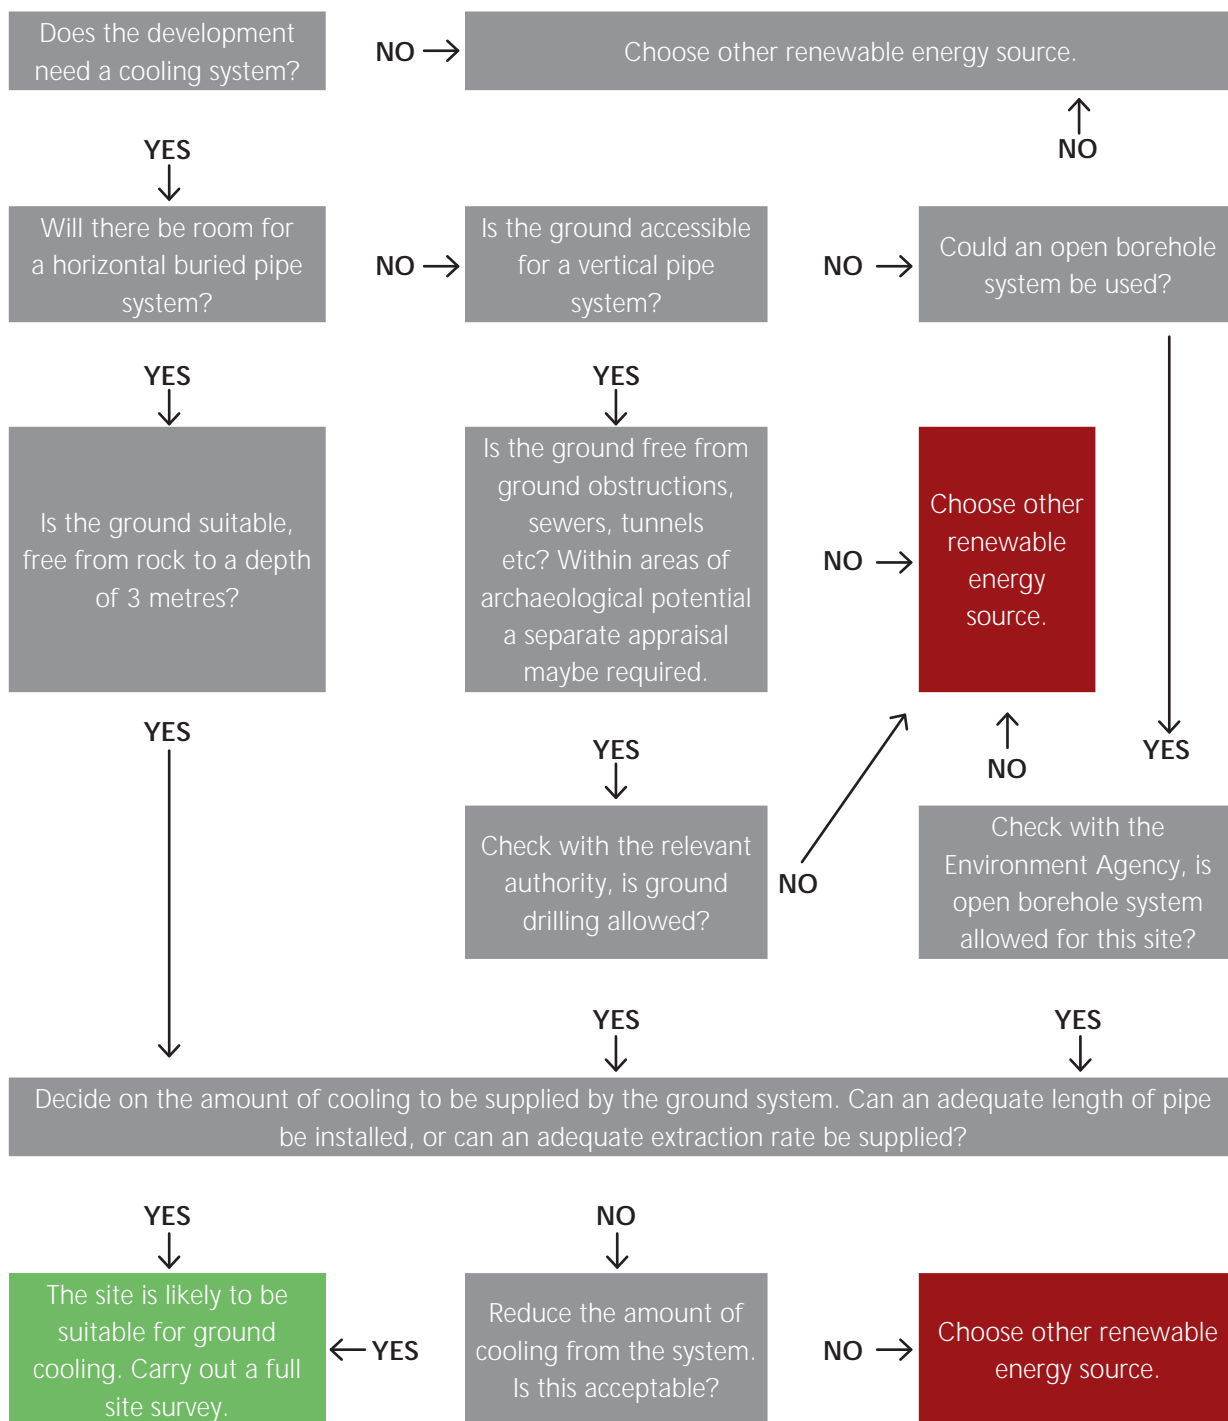 Does the development
need a cooling system?
NO
Choose other renewable energy source.
YES
NO
Will there be room for
a horizontal buried pipe
system?
NO
Is the ground accessible
for a vertical pipe
system?
NO
Could an open borehole
system be used?
YES
YES
Is the ground suitable,
free from rock to a depth
of 3 metres?
Is the ground free from
ground obstructions,
sewers, tunnels
etc? Within areas of
archaeological potential
a separate appraisal
maybe required.
NO
Choose other
renewable
energy
source.
YES
YES
NO
YES
Check with the relevant
authority, is ground
drilling allowed?
NO
Check with the
Environment Agency, is
open borehole system
allowed for this site?
YES
YES
Decide on the amount of cooling to be supplied by the ground system. Can an adequate length of pipe
be installed, or can an adequate extraction rate be supplied?
YES
NO
The site is likely to be
suitable for ground
cooling. Carry out a full
site survey.
YES
Reduce the amount of
cooling from the system.
Is this acceptable?
NO
Choose other renewable
energy source.